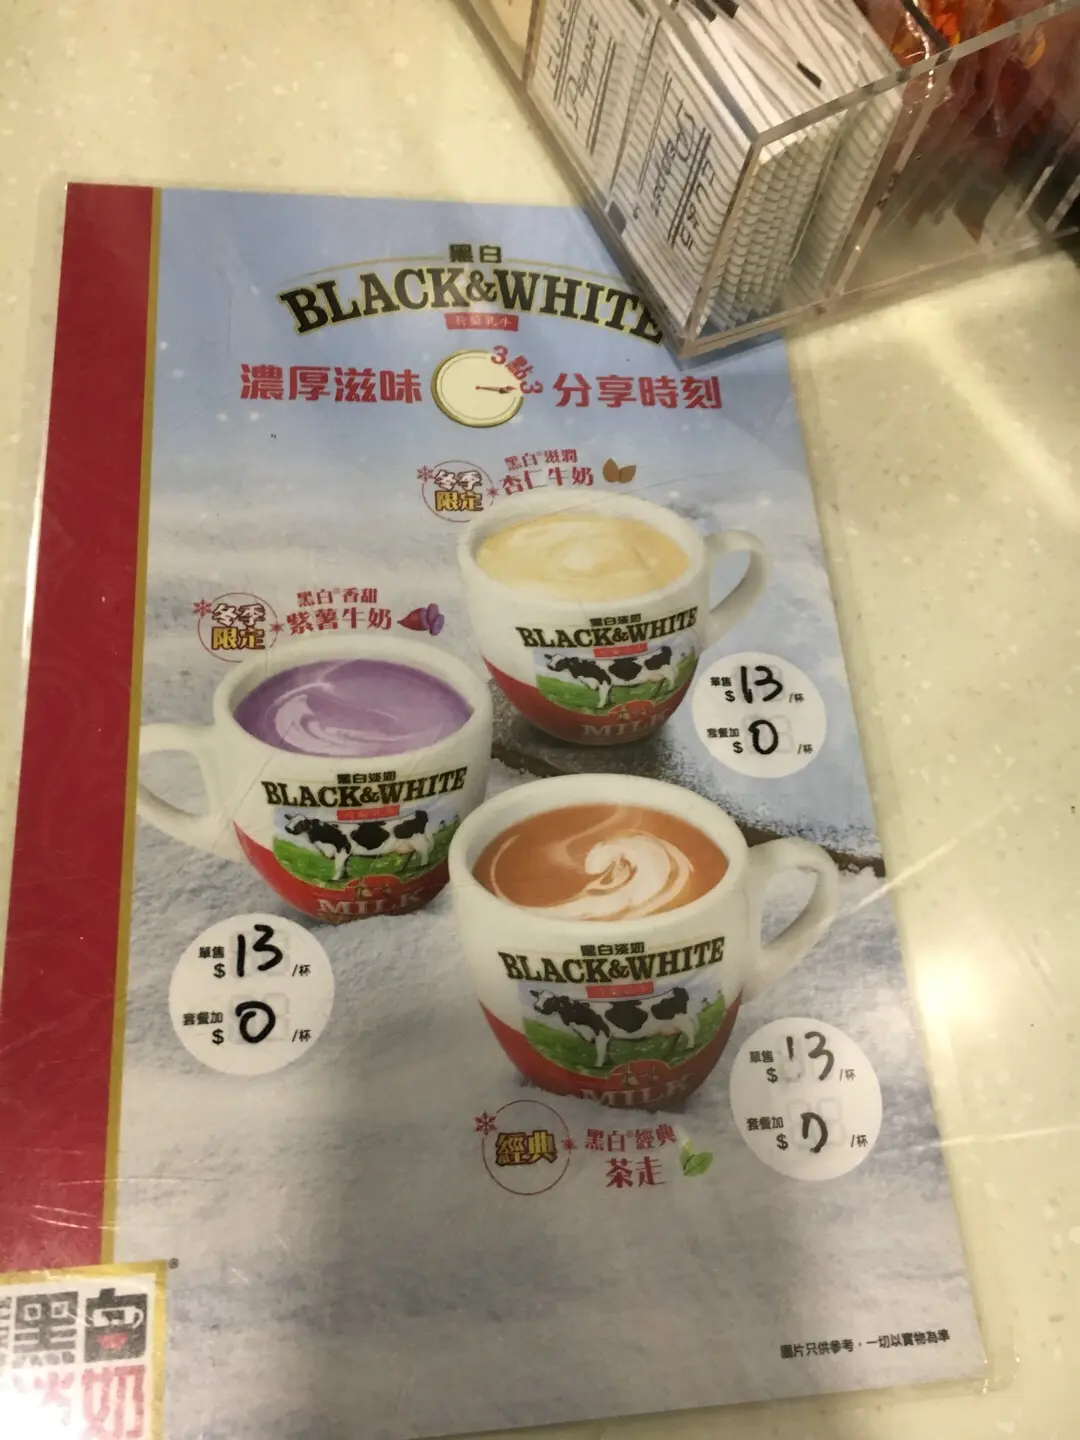 黑白
BLACK&WHITE
荷蘭乳牛
濃厚滋味 3點3 分享時刻
冬季
限定
黑白®滋潤
杏仁牛奶
冬季
限定
黑白®香甜
紫薯牛奶
黑白淡奶
BLACK&WHITE
MILK
單售
$13/杯
套餐加
$0/杯
黑白淡奶
BLACK&WHITE
MILK
單售
$13/杯
套餐加
$0/杯
黑白淡奶
BLACK&WHITE
MILK
單售
$13/杯
套餐加
$0/杯
經典
黑白®經典
茶走
黑白®
淡奶
圖片只供參考，一切以實物為準